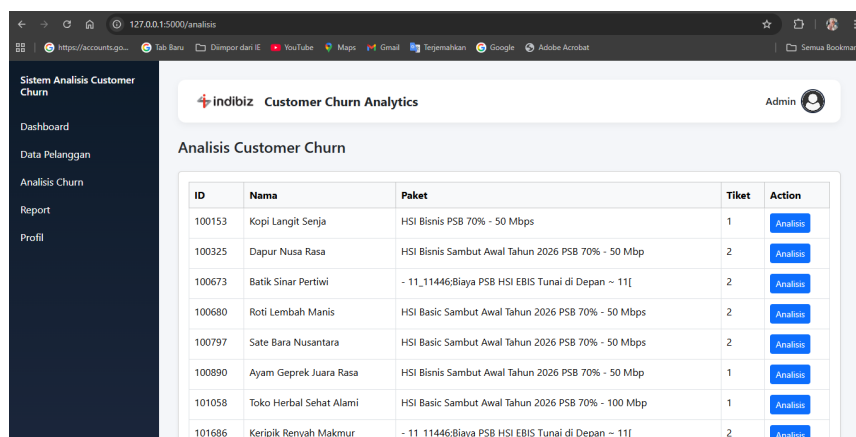 127.0.0.1:5000/analisis
https://accounts.go... Tab Baru Diimpor dari IE YouTube Maps Gmail Terjemahkan Google Adobe Acrobat Semua Bookmar
Sistem Analisis Customer
Churn
Dashboard
Data Pelanggan
Analisis Churn
Report
Profil
indibiz Customer Churn Analytics Admin
Analisis Customer Churn
ID Nama Paket Tiket Action
100153 Kopi Langit Senja HSI Bisnis PSB 70% - 50 Mbps 1 Analisis
100325 Dapur Nusa Rasa HSI Bisnis Sambut Awal Tahun 2026 PSB 70% - 50 Mbp 2 Analisis
100673 Batik Sinar Pertiwi - 11_11446;Biaya PSB HSI EBIS Tunai di Depan ~ 11[ 2 Analisis
100680 Roti Lembah Manis HSI Basic Sambut Awal Tahun 2026 PSB 70% - 50 Mbps 2 Analisis
100797 Sate Bara Nusantara HSI Basic Sambut Awal Tahun 2026 PSB 70% - 50 Mbps 2 Analisis
100890 Ayam Geprek Juara Rasa HSI Bisnis Sambut Awal Tahun 2026 PSB 70% - 50 Mbp 1 Analisis
101058 Toko Herbal Sehat Alami HSI Basic Sambut Awal Tahun 2026 PSB 70% - 100 Mbp 1 Analisis
101686 Keripik Renyah Makmur - 11_11446;Biaya PSB HSI EBIS Tunai di Depan ~ 11[ 2 Analisis